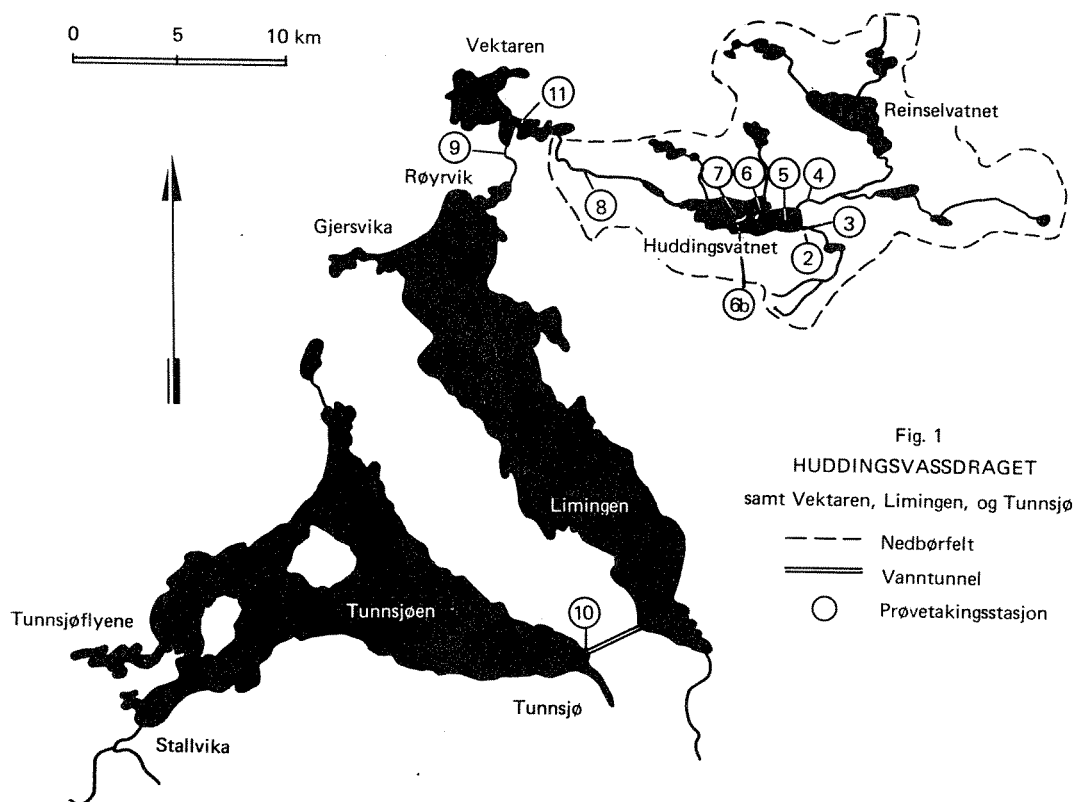 0 5 10 km
Vektaren
11
Reinselvatnet
9
Røyrvik
7
6
5
4
8
3
Gjersvika
Huddingsvatnet
2
6b
Fig. 1
HUDDINGSVASSDRAGET
samt Vektaren, Limingen, og Tunnsjø
Limingen
Nedbørfelt
Vanntunnel
Prøvetakingsstasjon
10
Tunnsjøen
Tunnsjøflyene
Tunnsjø
Stallvika